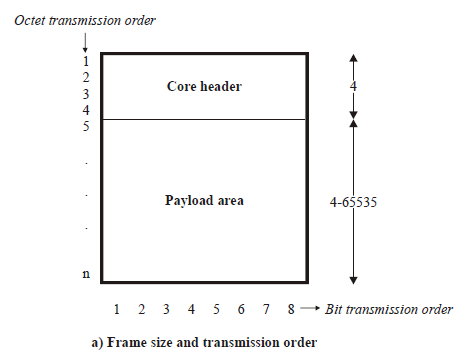 Octet transmission order
1
2
3
4
5
.
.
.
n
Core header
4
Payload area
4-65535
1 2 3 4 5 6 7 8 Bit transmission order
a) Frame size and transmission order